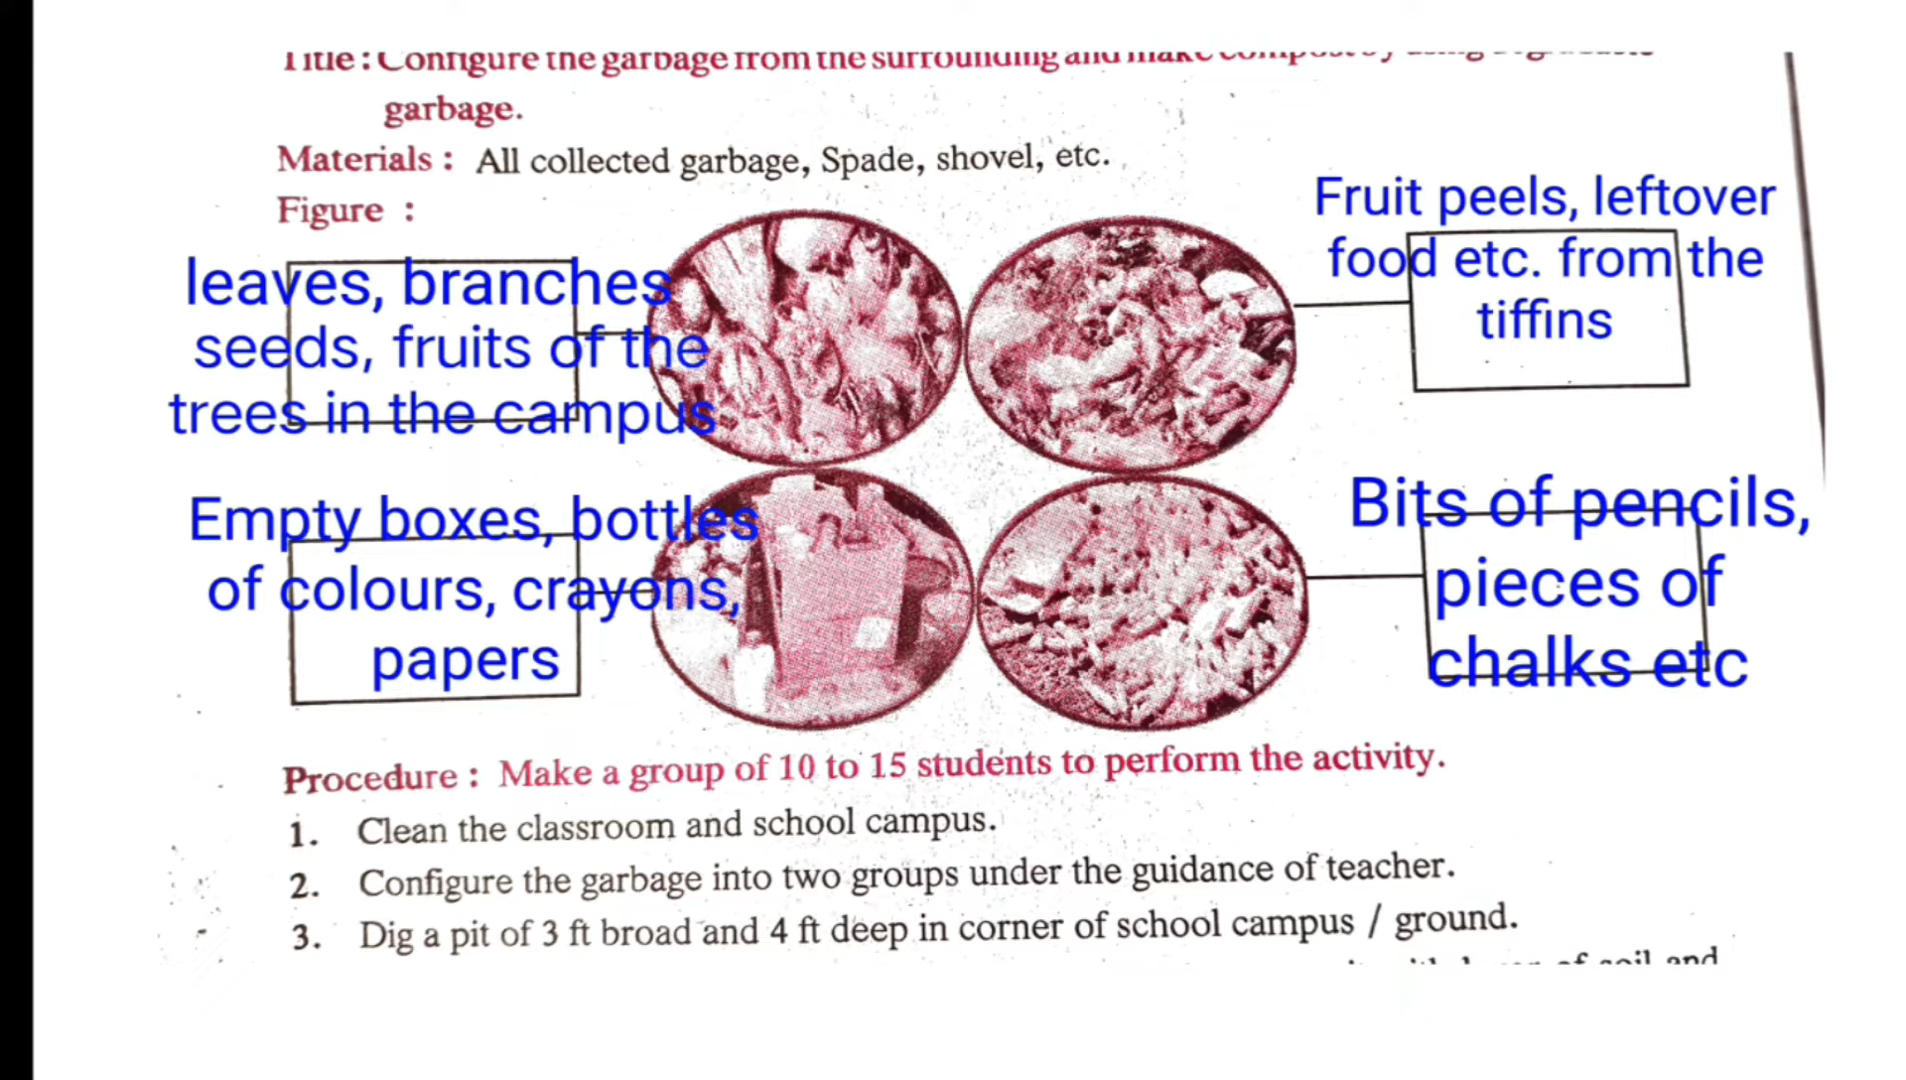 Title : Configure the garbage from the surrounding and make compost by using degradable
garbage.
Materials : All collected garbage, Spade, shovel, etc.
Figure :
leaves, branches
seeds, fruits of the
trees in the campus
Fruit peels, leftover
food etc. from the
tiffins
Empty boxes, bottles
of colours, crayons,
papers
Bits of pencils,
pieces of
chalks etc
Procedure : Make a group of 10 to 15 students to perform the activity.
1. Clean the classroom and school campus.
2. Configure the garbage into two groups under the guidance of teacher.
3. Dig a pit of 3 ft broad and 4 ft deep in corner of school campus / ground.
of soil and